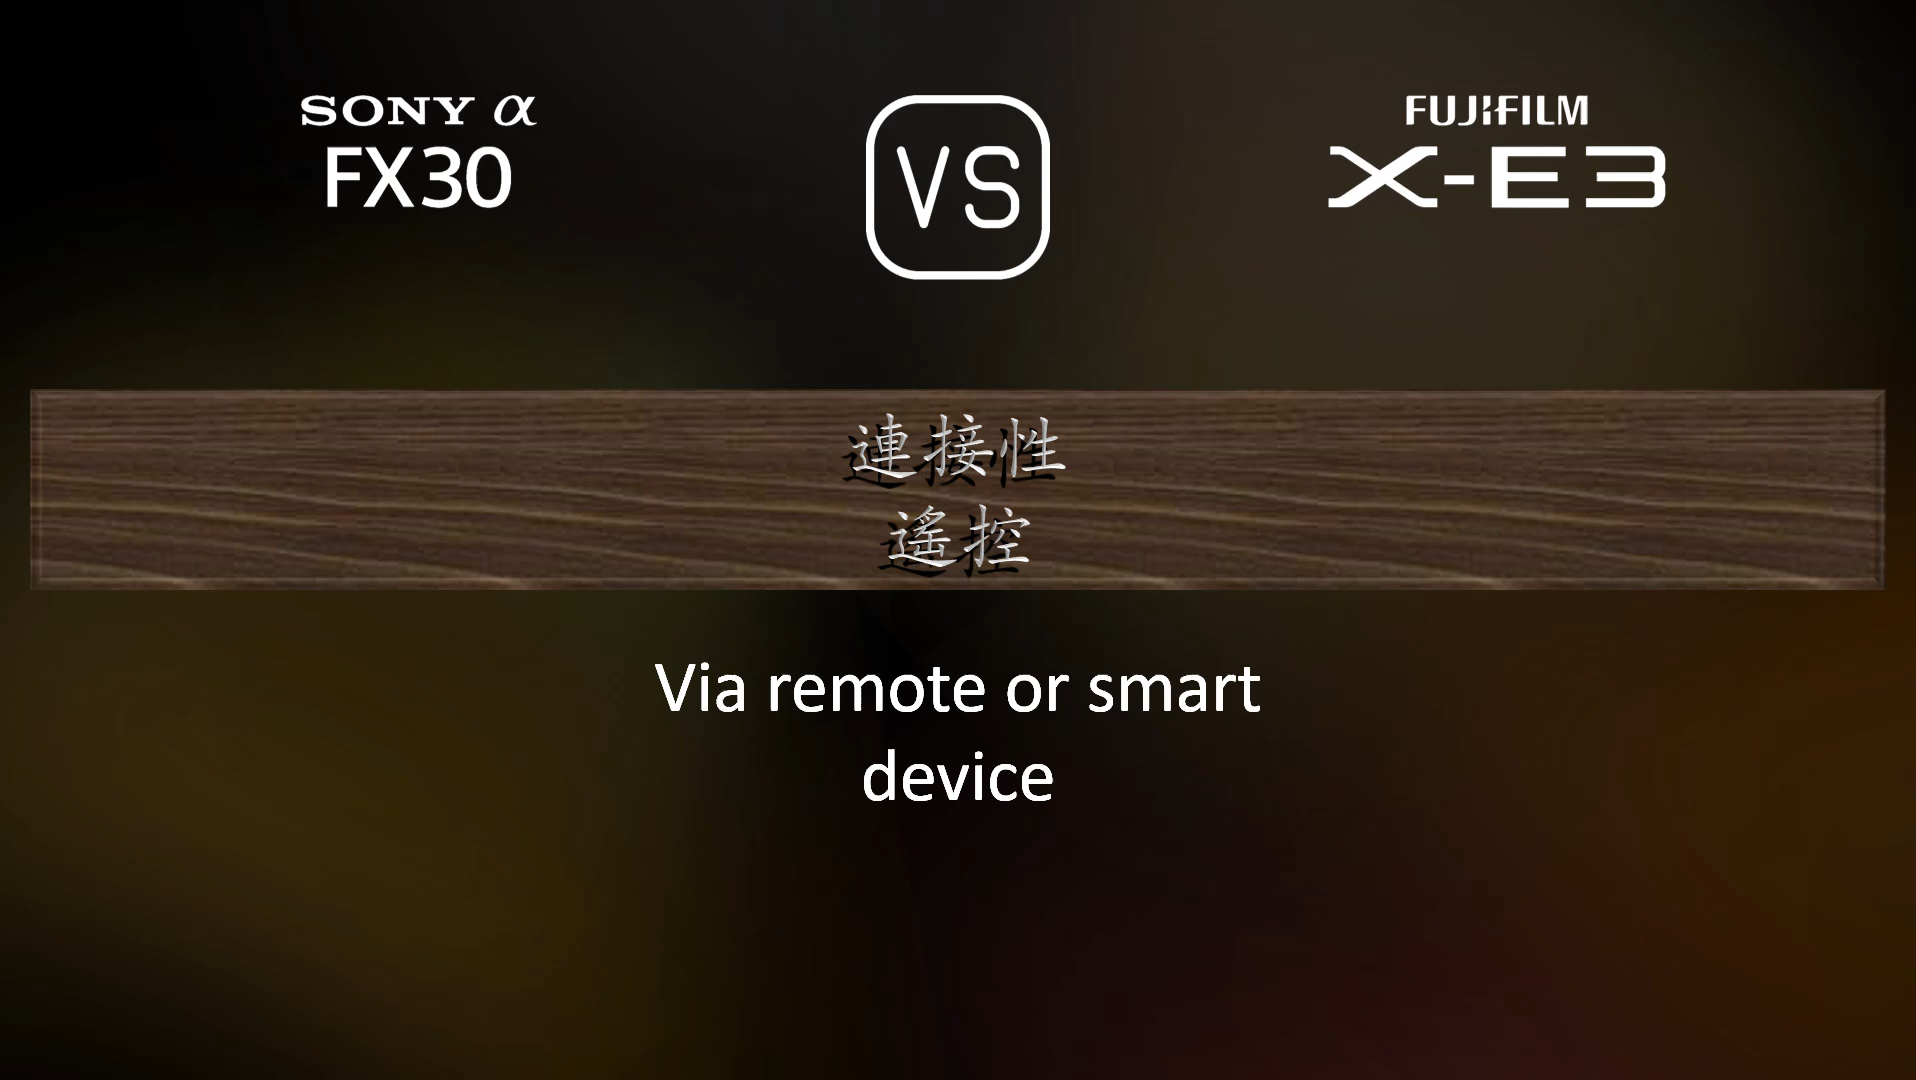 SONY α
FX30
VS
FUJIFILM
X-E3
連接性
遙控
Via remote or smart
device